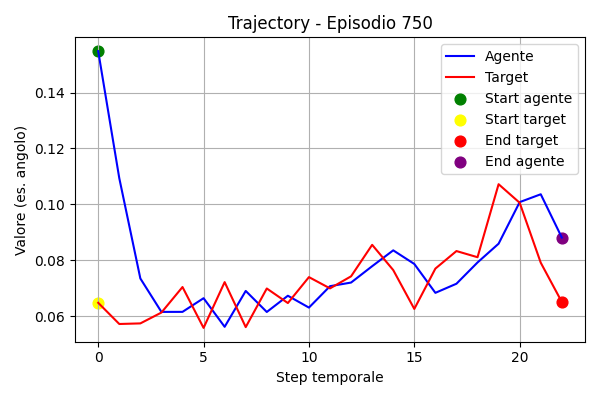 Trajectory - Episodio 750
Agente
Target
Start agente
Start target
End target
End agente
Valore (es. angolo)
0.14
0.12
0.10
0.08
0.06
0
5
10
15
20
Step temporale